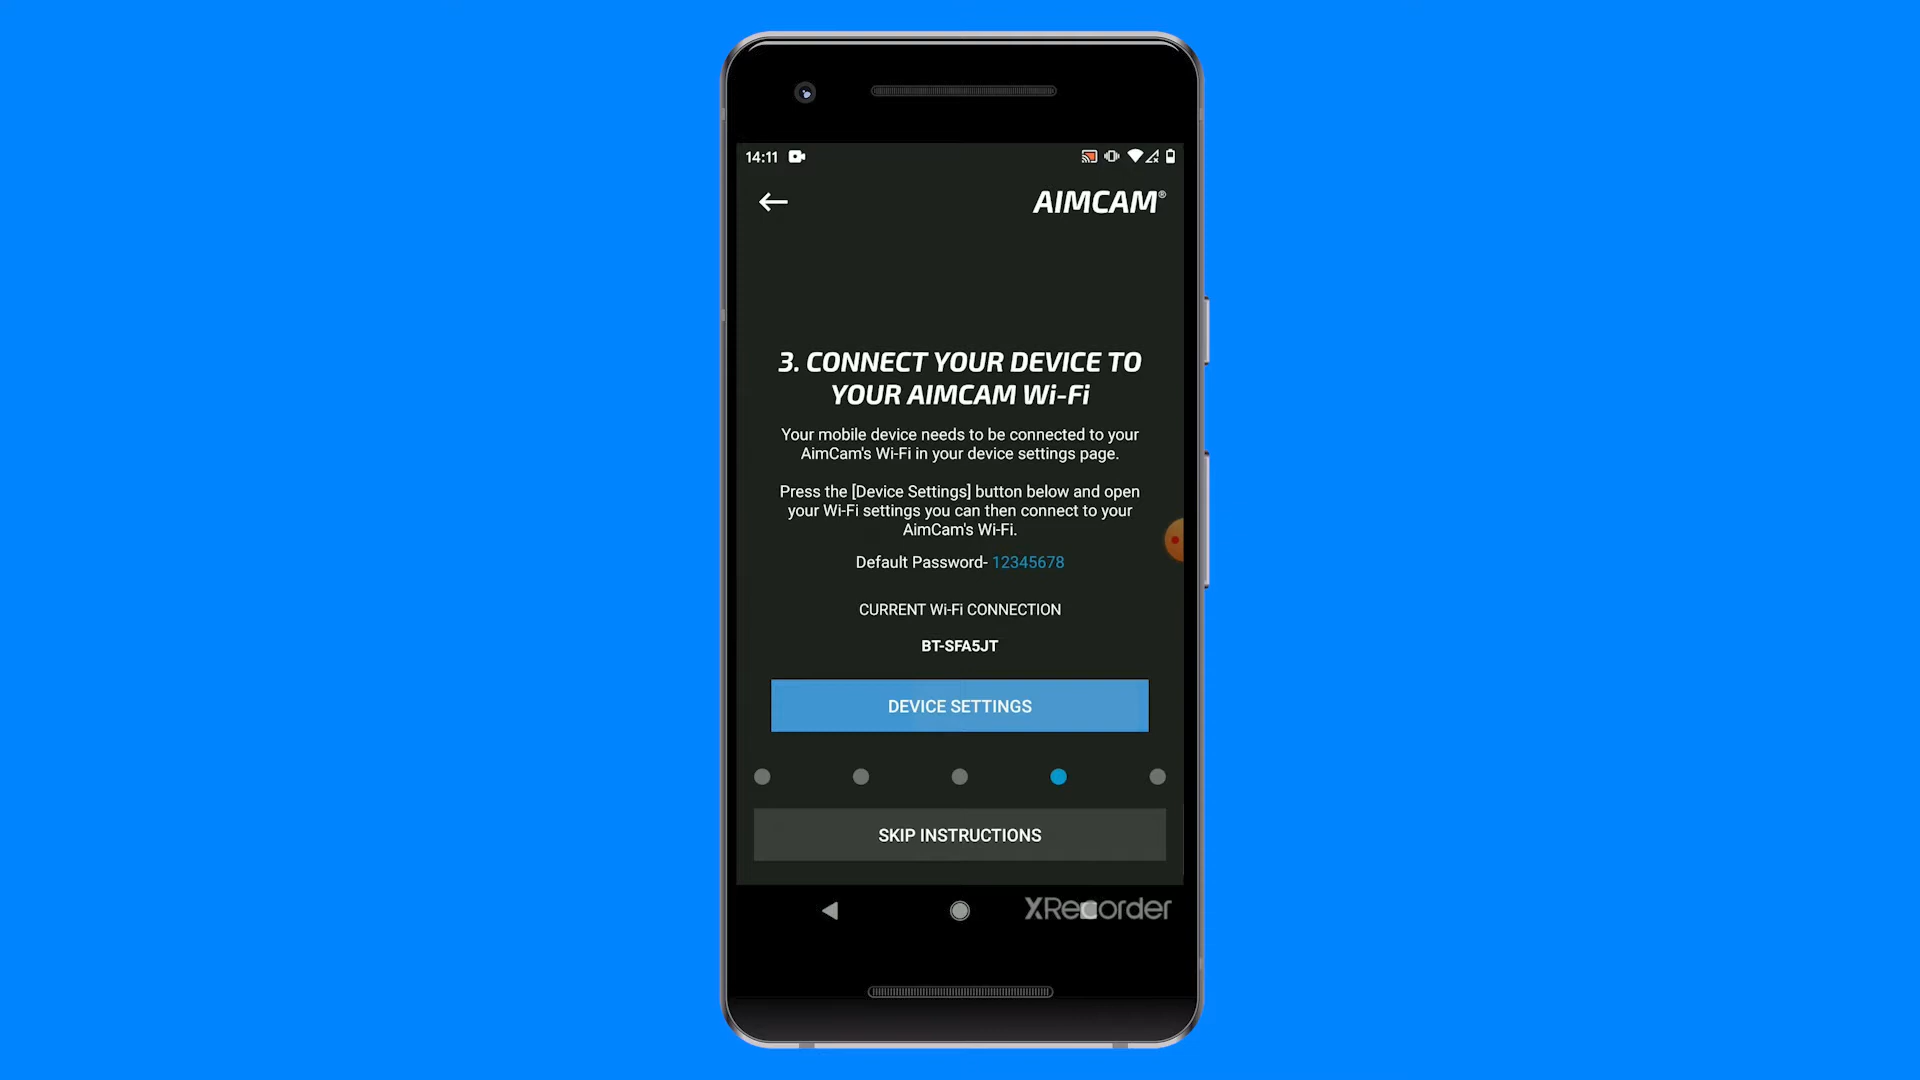 14:11
AIMCAM®
3. CONNECT YOUR DEVICE TO
YOUR AIMCAM Wi-Fi
Your mobile device needs to be connected to your
AimCam's Wi-Fi in your device settings page.
Press the [Device Settings] button below and open
your Wi-Fi settings you can then connect to your
AimCam's Wi-Fi.
Default Password- 12345678
CURRENT Wi-Fi CONNECTION
BT-SFA5JT
DEVICE SETTINGS
SKIP INSTRUCTIONS
XRecorder